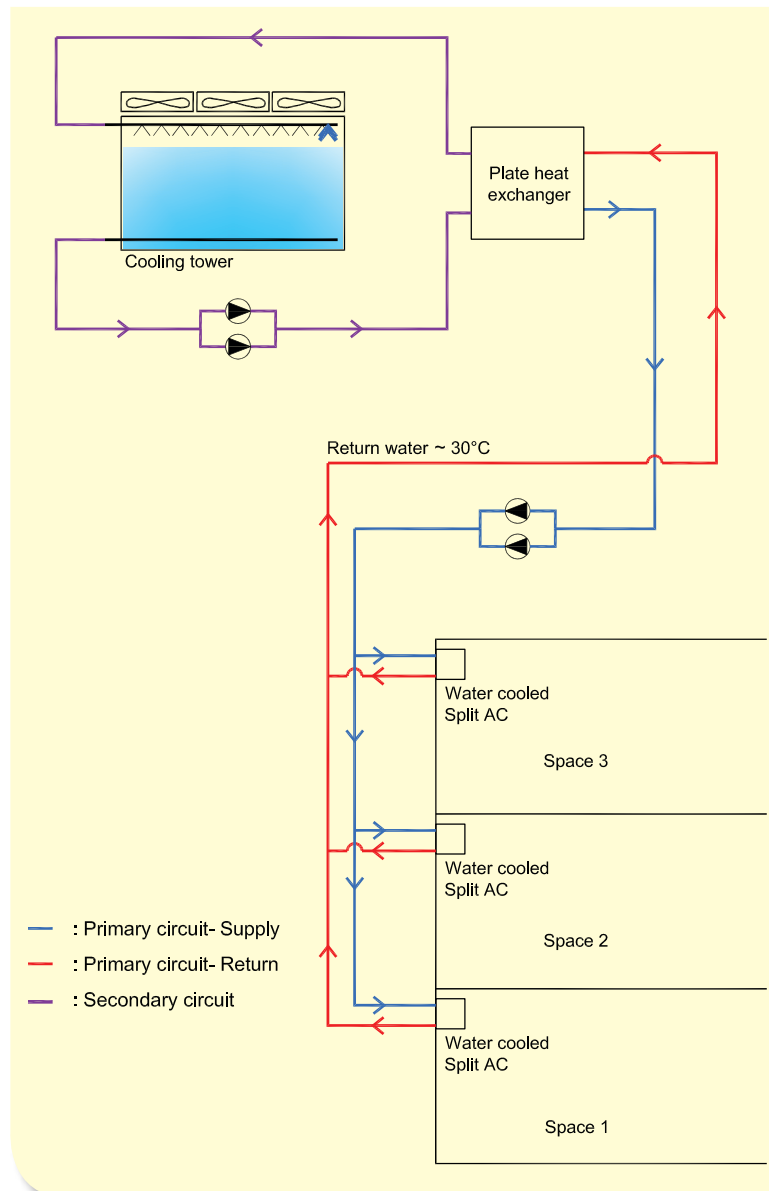 Plate heat
exchanger
Cooling tower
Return water ~ 30°C
Water cooled
Split AC
Space 3
Water cooled
Split AC
Space 2
: Primary circuit- Supply
: Primary circuit- Return
: Secondary circuit
Water cooled
Split AC
Space 1